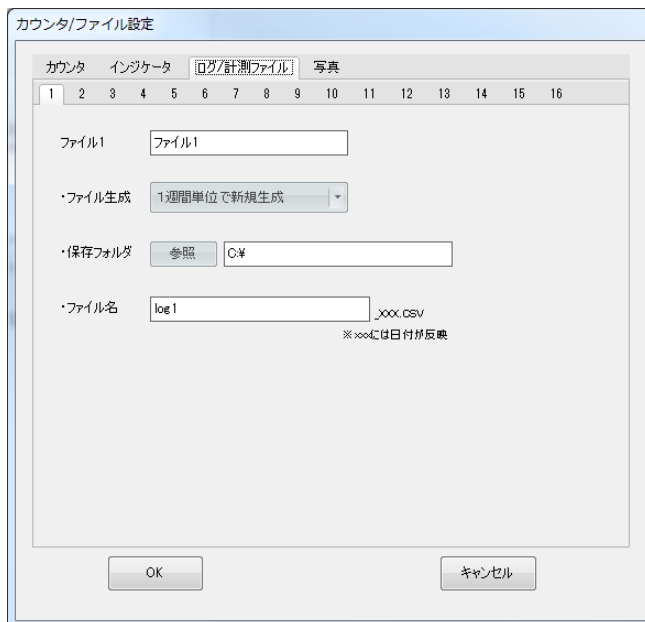 カウンタ/ファイル設定
カウンタ インジケータ ログ/計測ファイル 写真
1 2 3 4 5 6 7 8 9 10 11 12 13 14 15 16
ファイル1 ファイル1
・ファイル生成 1週間単位で新規生成
・保存フォルダ 参照 C:¥
・ファイル名 log1 _xxx.csv
※xxxには日付が反映
OK キャンセル